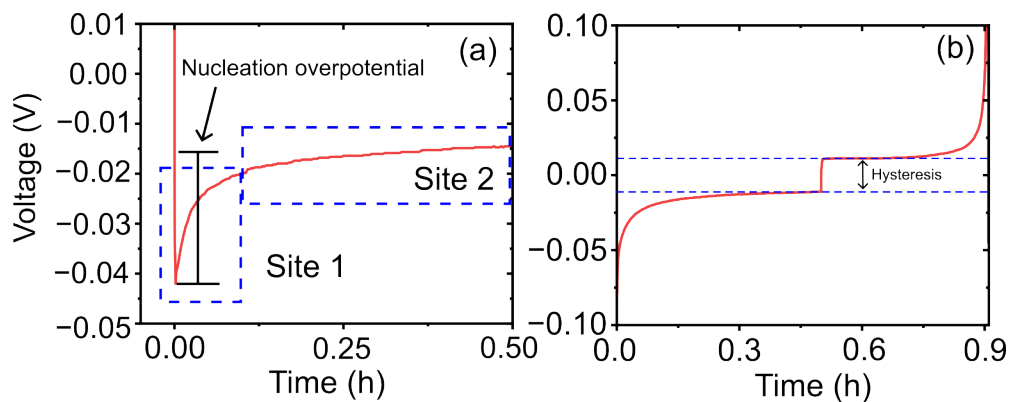 (a)
Nucleation overpotential
Site 1
Site 2
Voltage (V)
0.01
0.00
−0.01
−0.02
−0.03
−0.04
−0.05
0.00
0.25
0.50
Time (h)
(b)
Hysteresis
0.10
0.05
0.00
−0.05
−0.10
0.0
0.3
0.6
0.9
Time (h)